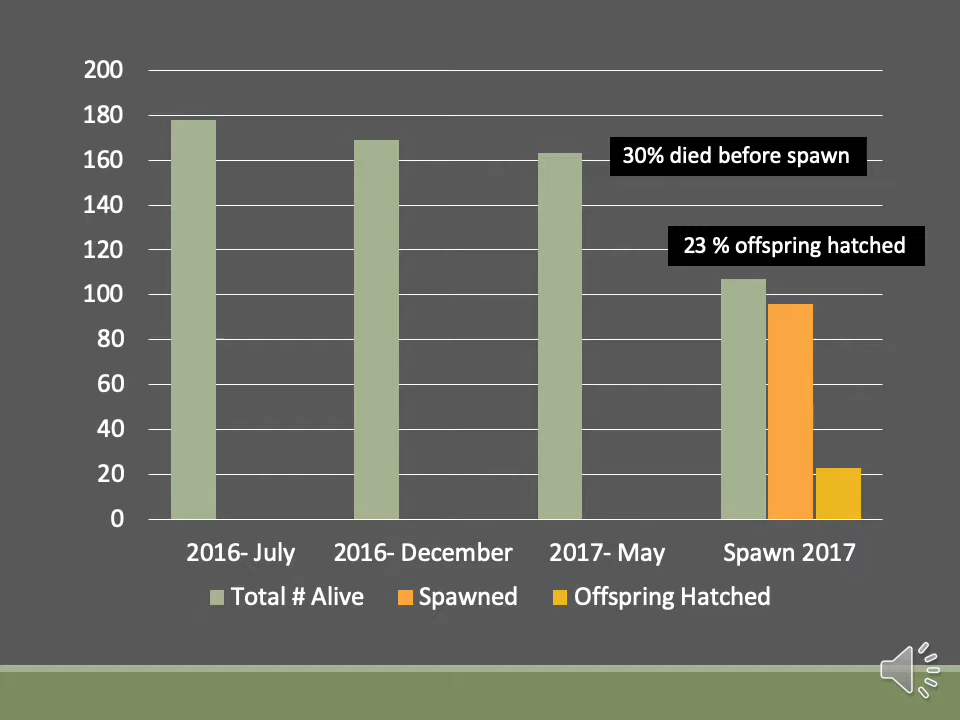 200
180
160
140
120
100
80
60
40
20
0
30% died before spawn
23 % offspring hatched
2016- July 2016- December 2017- May Spawn 2017
Total # Alive Spawned Offspring Hatched